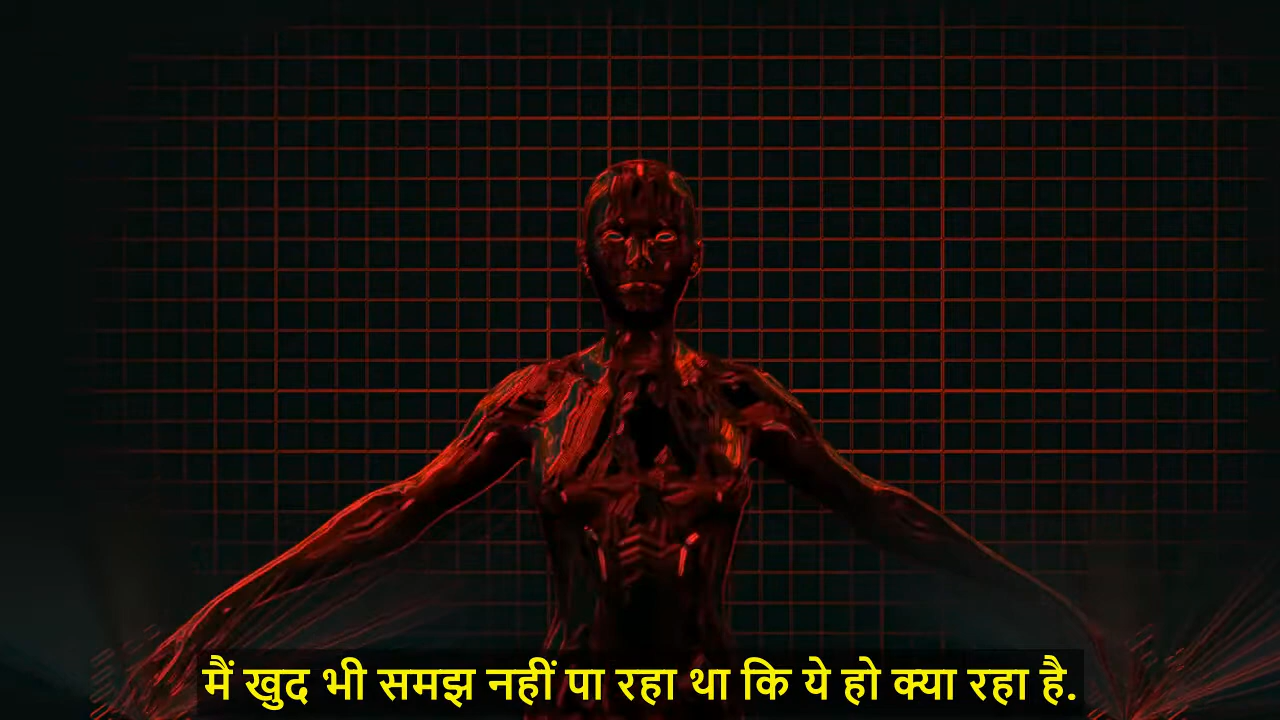 मैं खुद भी समझ नहीं पा रहा था कि ये हो क्या रहा है.